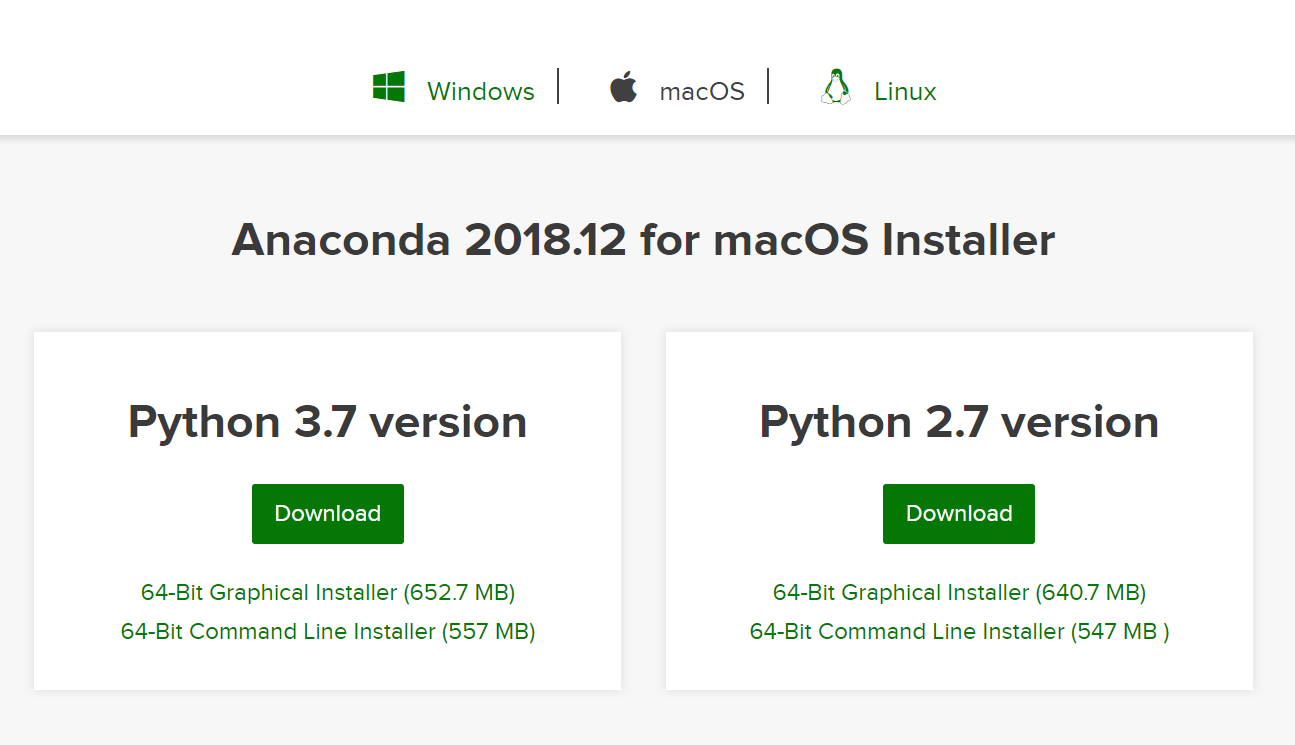 Windows macOS Linux
Anaconda 2018.12 for macOS Installer
Python 3.7 version
Download
64-Bit Graphical Installer (652.7 MB)
64-Bit Command Line Installer (557 MB)
Python 2.7 version
Download
64-Bit Graphical Installer (640.7 MB)
64-Bit Command Line Installer (547 MB )